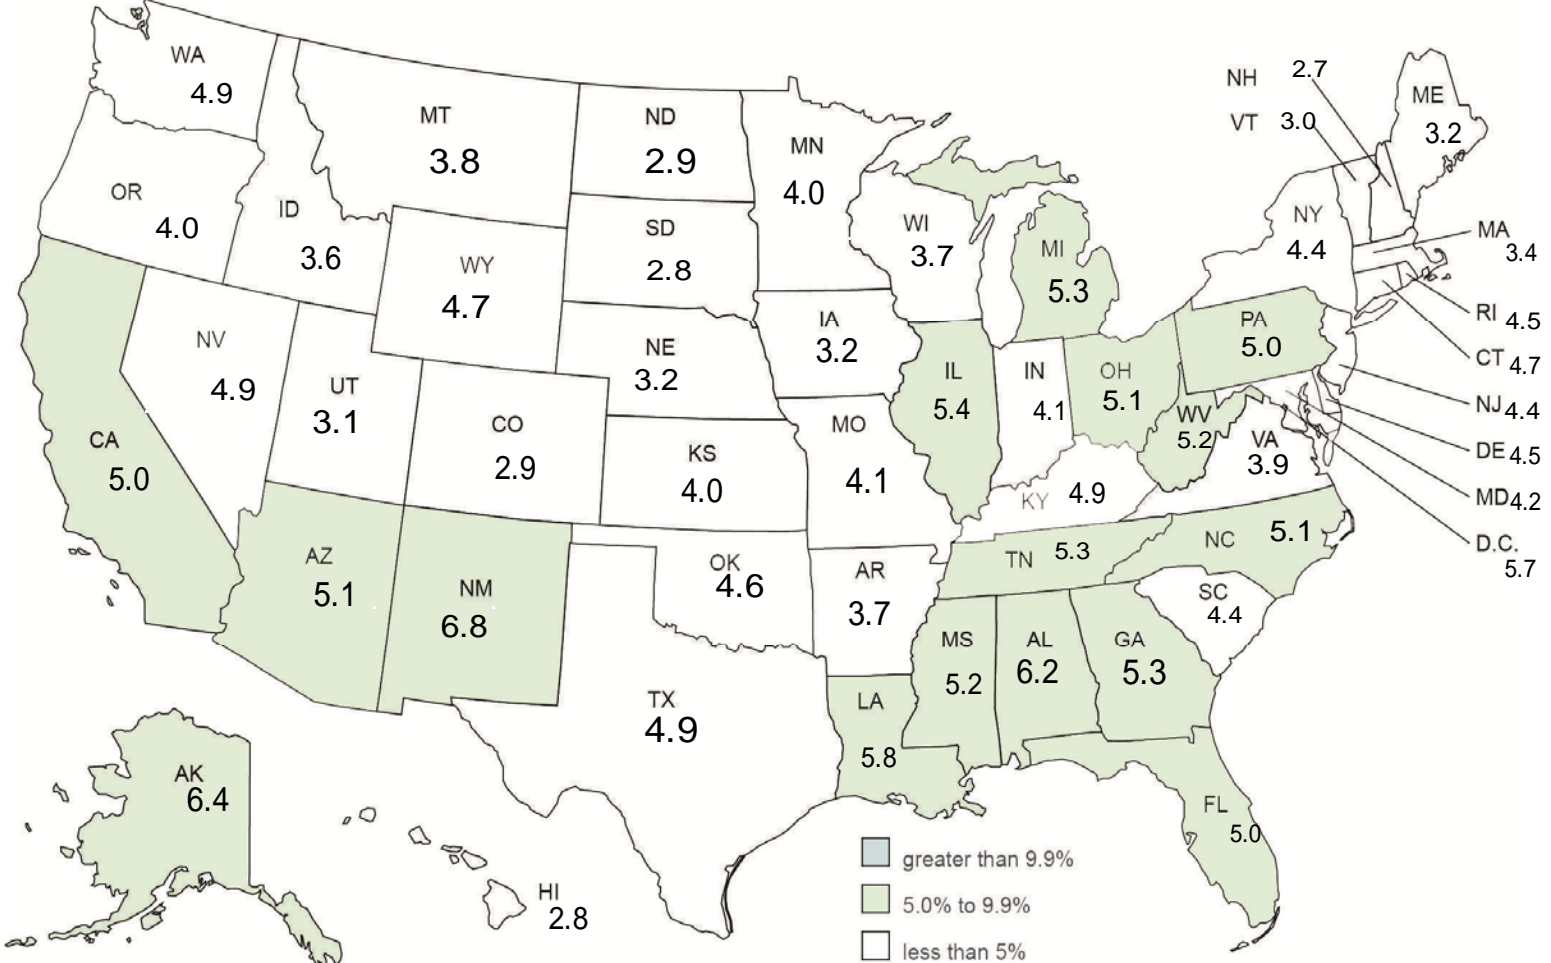 WA
4.9
MT
3.8
ND
2.9
MN
4.0
NH 2.7
VT 3.0
ME
3.2
OR
4.0
ID
3.6
WY
4.7
SD
2.8
WI
3.7
MI
5.3
NY
4.4
MA
3.4
RI 4.5
CT 4.7
NJ 4.4
DE 4.5
MD 4.2
D.C.
5.7
NV
4.9
UT
3.1
CO
2.9
NE
3.2
IA
3.2
IL
5.4
IN
4.1
OH
5.1
PA
5.0
WV
5.2
VA
3.9
CA
5.0
KS
4.0
MO
4.1
KY 4.9
AZ
5.1
NM
6.8
OK
4.6
AR
3.7
TN 5.3
NC 5.1
SC
4.4
TX
4.9
LA
5.8
MS
5.2
AL
6.2
GA
5.3
FL
5.0
AK
6.4
HI
2.8
greater than 9.9%
5.0% to 9.9%
less than 5%